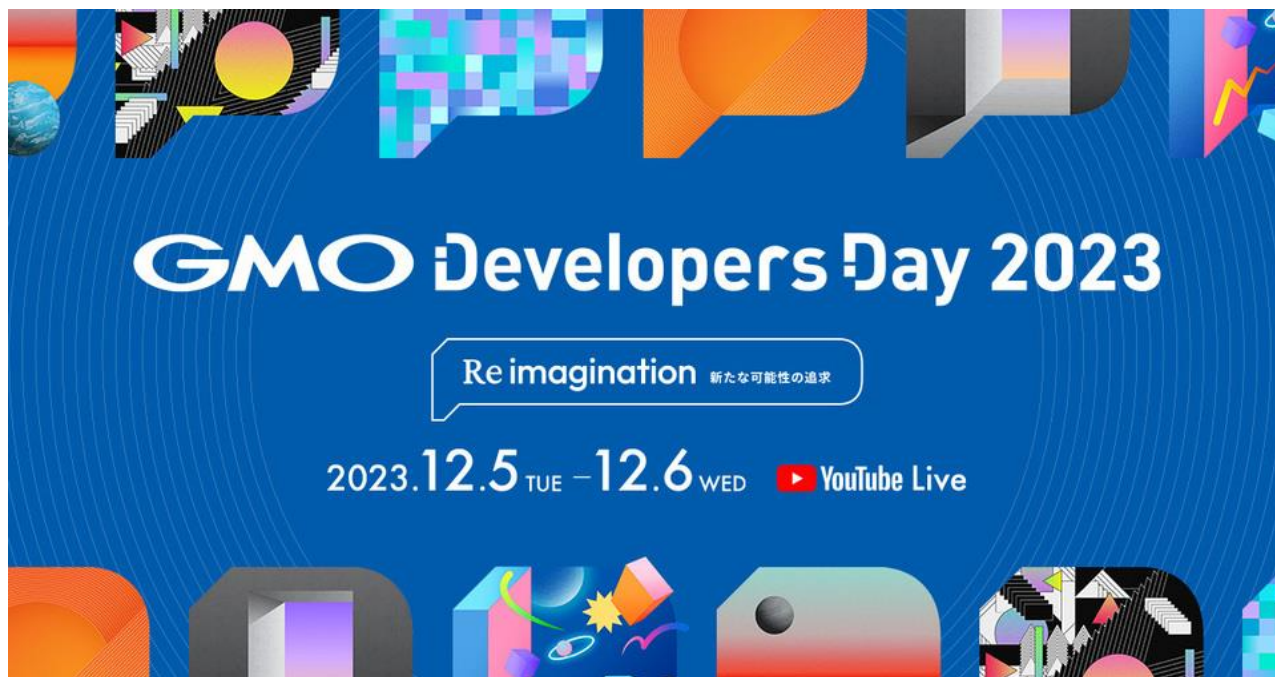 GMO Developers Day 2023
Re imagination 新たな可能性の追求
2023.12.5 TUE – 12.6 WED YouTube Live